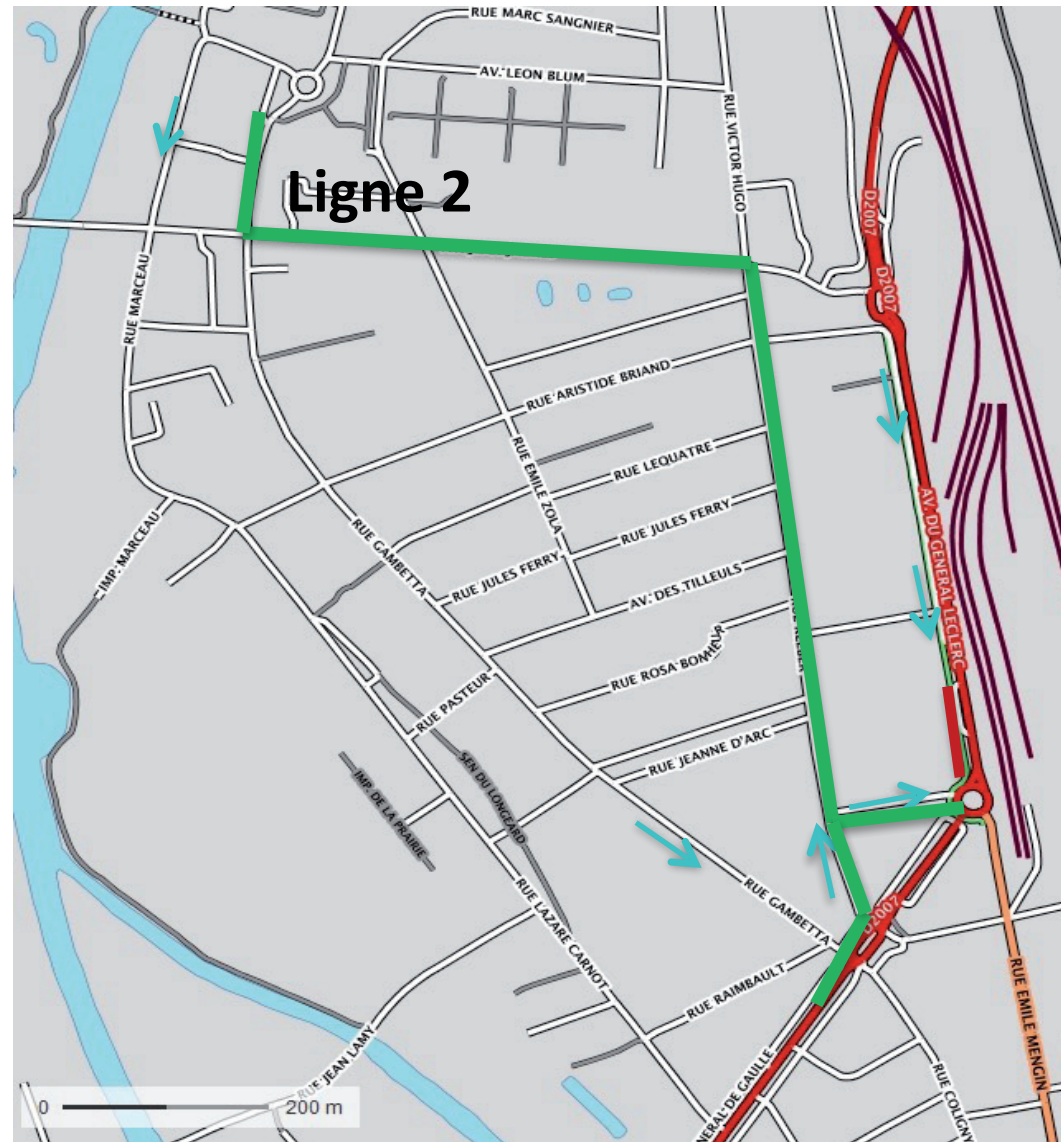 RUE MARC SANGNIER
AV. LEON BLUM
RUE VICTOR HUGO
Ligne 2
D2007
D2007
RUE MARCEAU
RUE ARISTIDE BRIAND
RUE EMILE ZOLA
RUE LEQUATRE
AV. DU GENERAL LECLERC
RUE GAMBETTA
RUE JULES FERRY
IMP. MARCEAU
RUE JULES FERRY
AV. DES TILLEULS
RUE ROSA BONHEUR
RUE PASTEUR
RUE JEANNE D'ARC
SEN DU LONGEARD
IMP. DE LA PRAIRIE
RUE GAMBETTA
D2007
RUE LAZARE CARNOT
RUE RAIMBAULT
RUE EMILE MENGIN
RUE JEAN LAMY
GENERAL DE GAULLE
RUE COLIGN
0 200 m